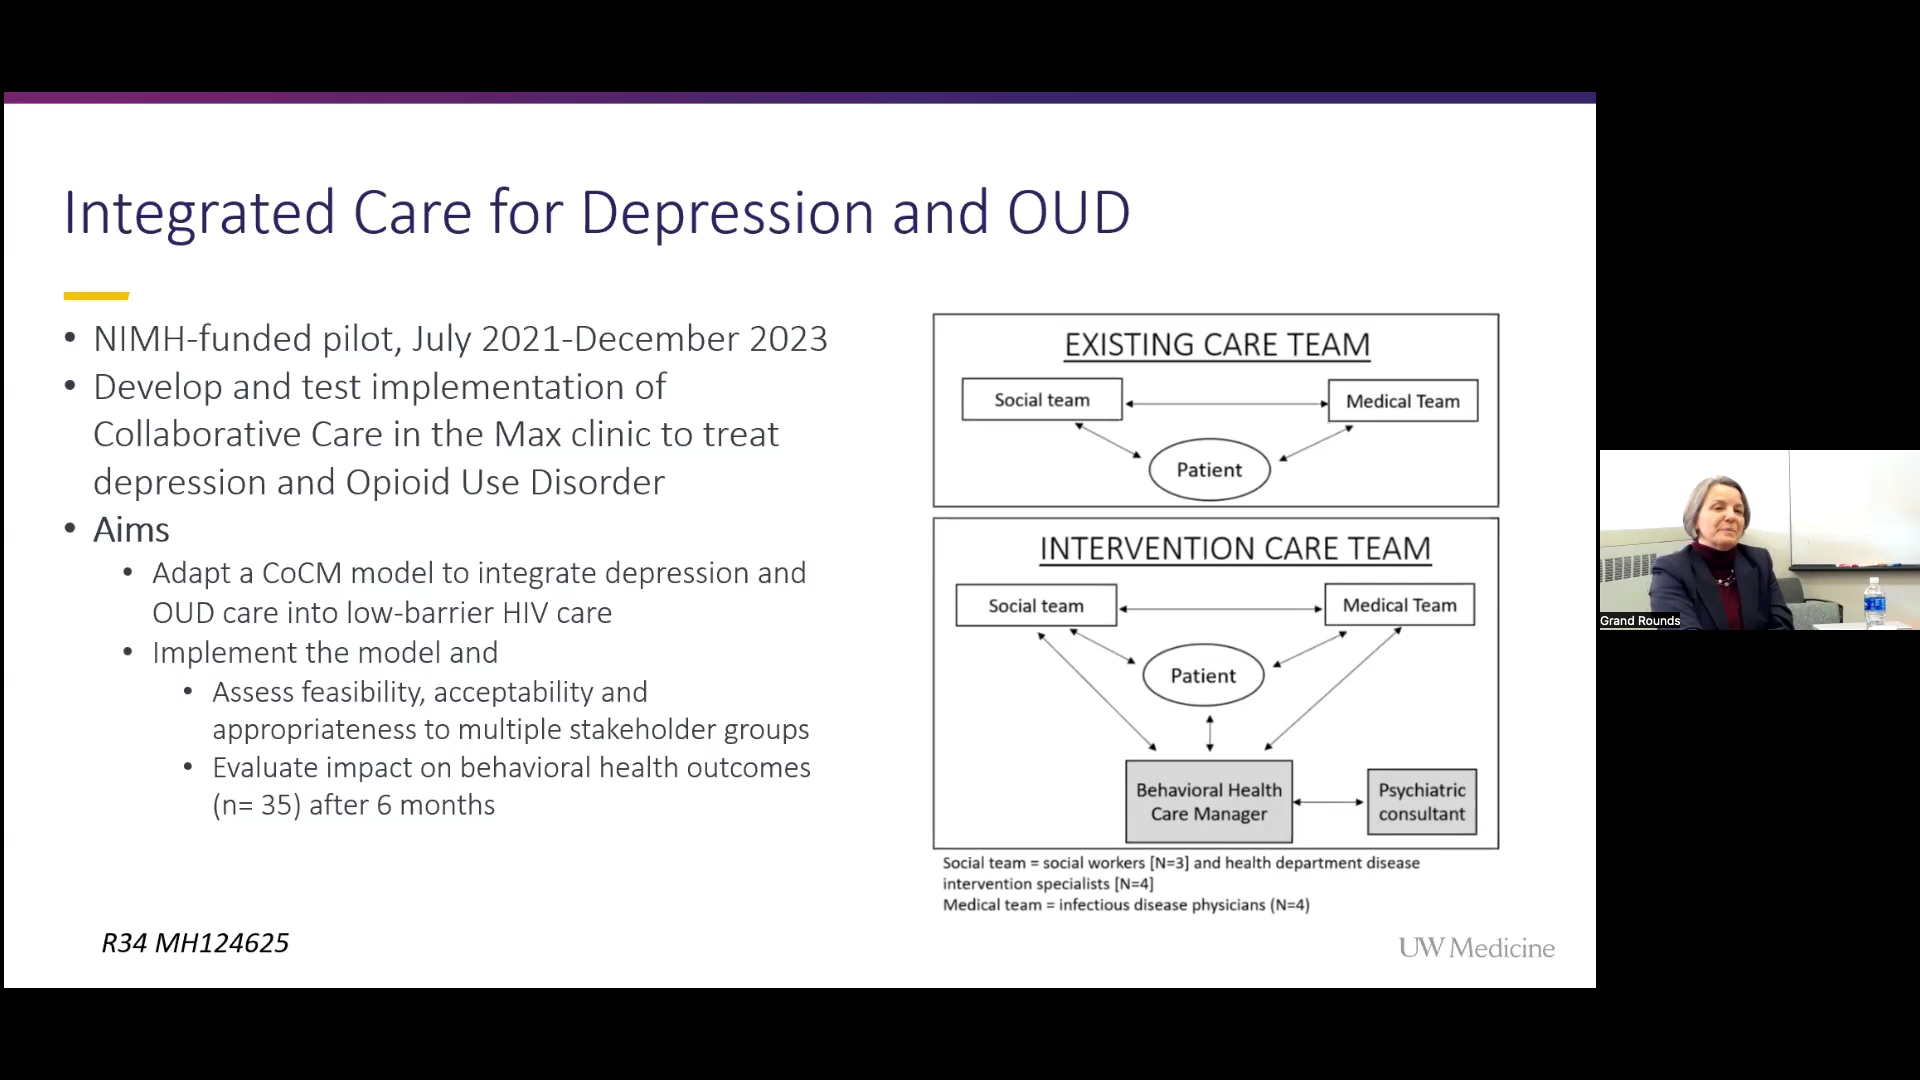 Integrated Care for Depression and OUD
• NIMH-funded pilot, July 2021-December 2023
• Develop and test implementation of
Collaborative Care in the Max clinic to treat
depression and Opioid Use Disorder
• Aims
• Adapt a CoCM model to integrate depression and
OUD care into low-barrier HIV care
• Implement the model and
• Assess feasibility, acceptability and
appropriateness to multiple stakeholder groups
• Evaluate impact on behavioral health outcomes
(n= 35) after 6 months
R34 MH124625
EXISTING CARE TEAM
Social team
Medical Team
Patient
INTERVENTION CARE TEAM
Social team
Medical Team
Patient
Behavioral Health
Care Manager
Psychiatric
consultant
Social team = social workers [N=3] and health department disease
intervention specialists [N=4]
Medical team = infectious disease physicians (N=4)
UW Medicine
Grand Rounds